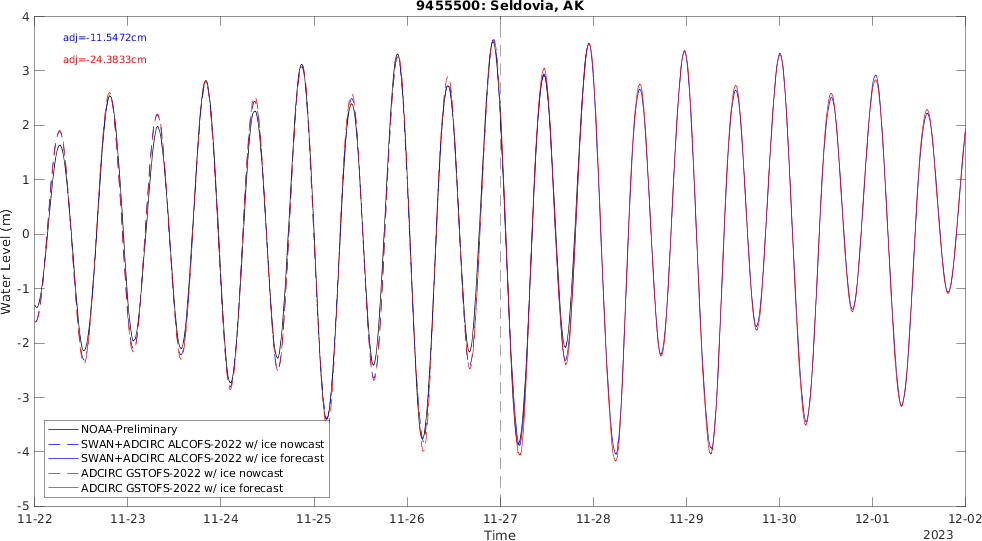 9455500: Seldovia, AK
adj=-11.5472cm
adj=-24.3833cm
4
3
2
1
0
-1
-2
-3
-4
-5
Water Level (m)
NOAA-Preliminary
SWAN+ADCIRC ALCOFS-2022 w/ ice nowcast
SWAN+ADCIRC ALCOFS-2022 w/ ice forecast
ADCIRC GSTOFS-2022 w/ ice nowcast
ADCIRC GSTOFS-2022 w/ ice forecast
11-22 11-23 11-24 11-25 11-26 11-27 11-28 11-29 11-30 12-01 12-02
Time
2023